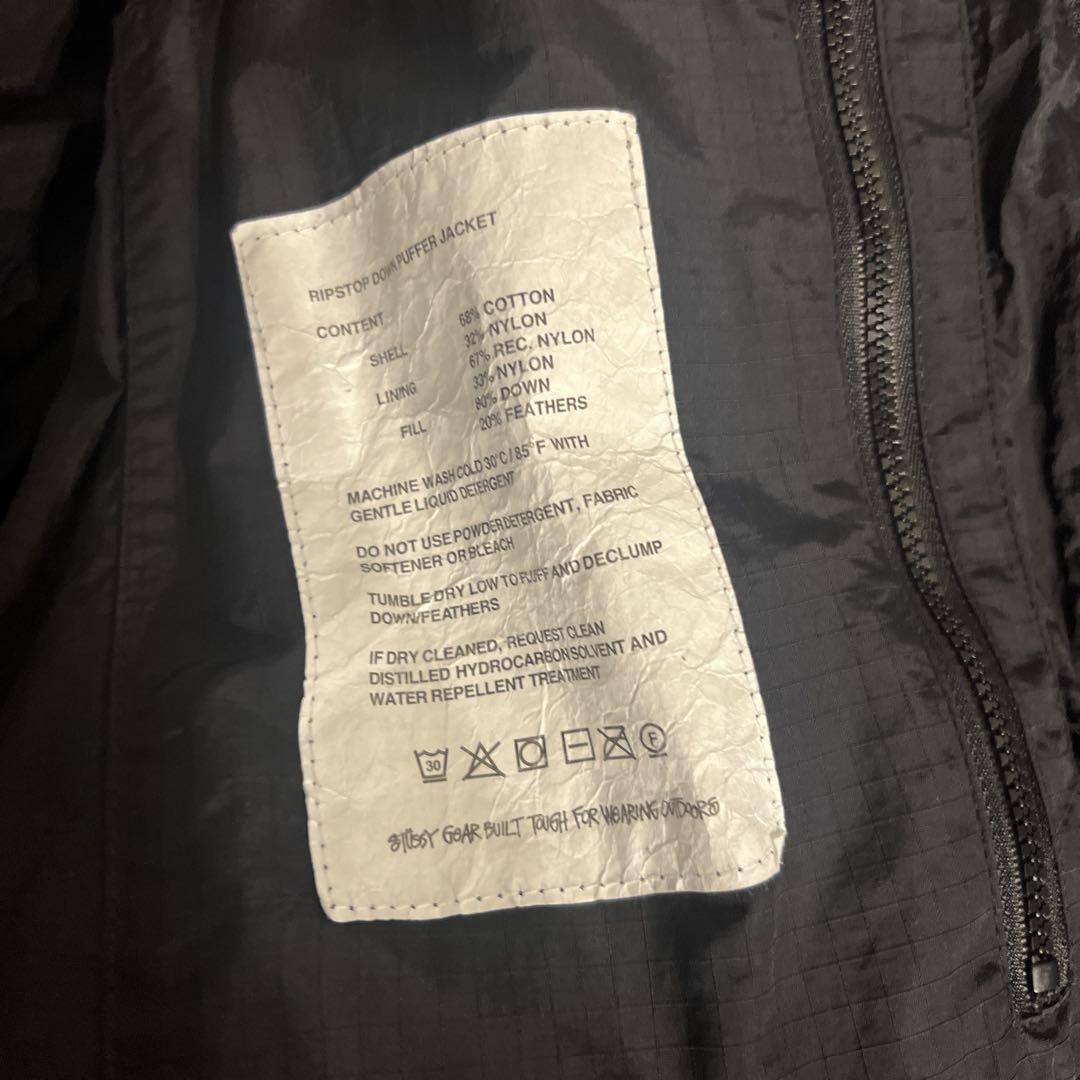 RIPSTOP DOWN PUFFER JACKET
CONTENT 68% COTTON
SHELL 32% NYLON
67% REC. NYLON
LINING 33% NYLON
80% DOWN
FILL 20% FEATHERS
MACHINE WASH COLD 30°C / 85°F WITH
GENTLE LIQUID DETERGENT
DO NOT USE POWDER DETERGENT, FABRIC
SOFTENER OR BLEACH
TUMBLE DRY LOW TO FLUFF AND DECLUMP
DOWN/FEATHERS
IF DRY CLEANED, REQUEST CLEAN
DISTILLED HYDROCARBON SOLVENT AND
WATER REPELLENT TREATMENT
30 F
STÜSSY GEAR BUILT TOUGH FOR WEARING OUTDOORS